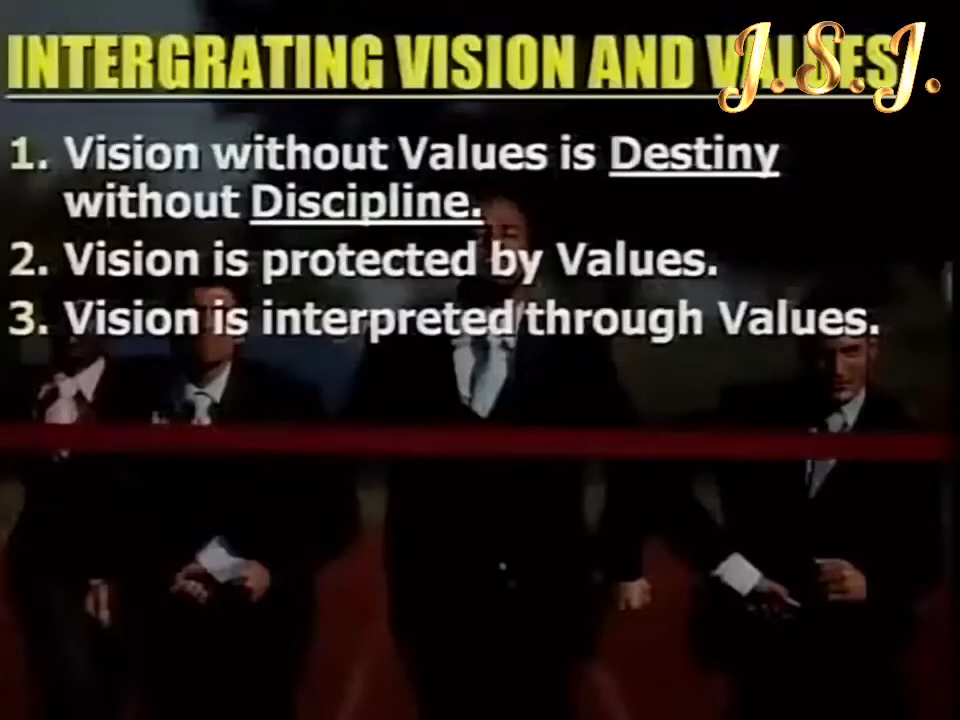 INTERGRATING VISION AND VALUES
J.S.J.
1. Vision without Values is Destiny
without Discipline.
2. Vision is protected by Values.
3. Vision is interpreted through Values.